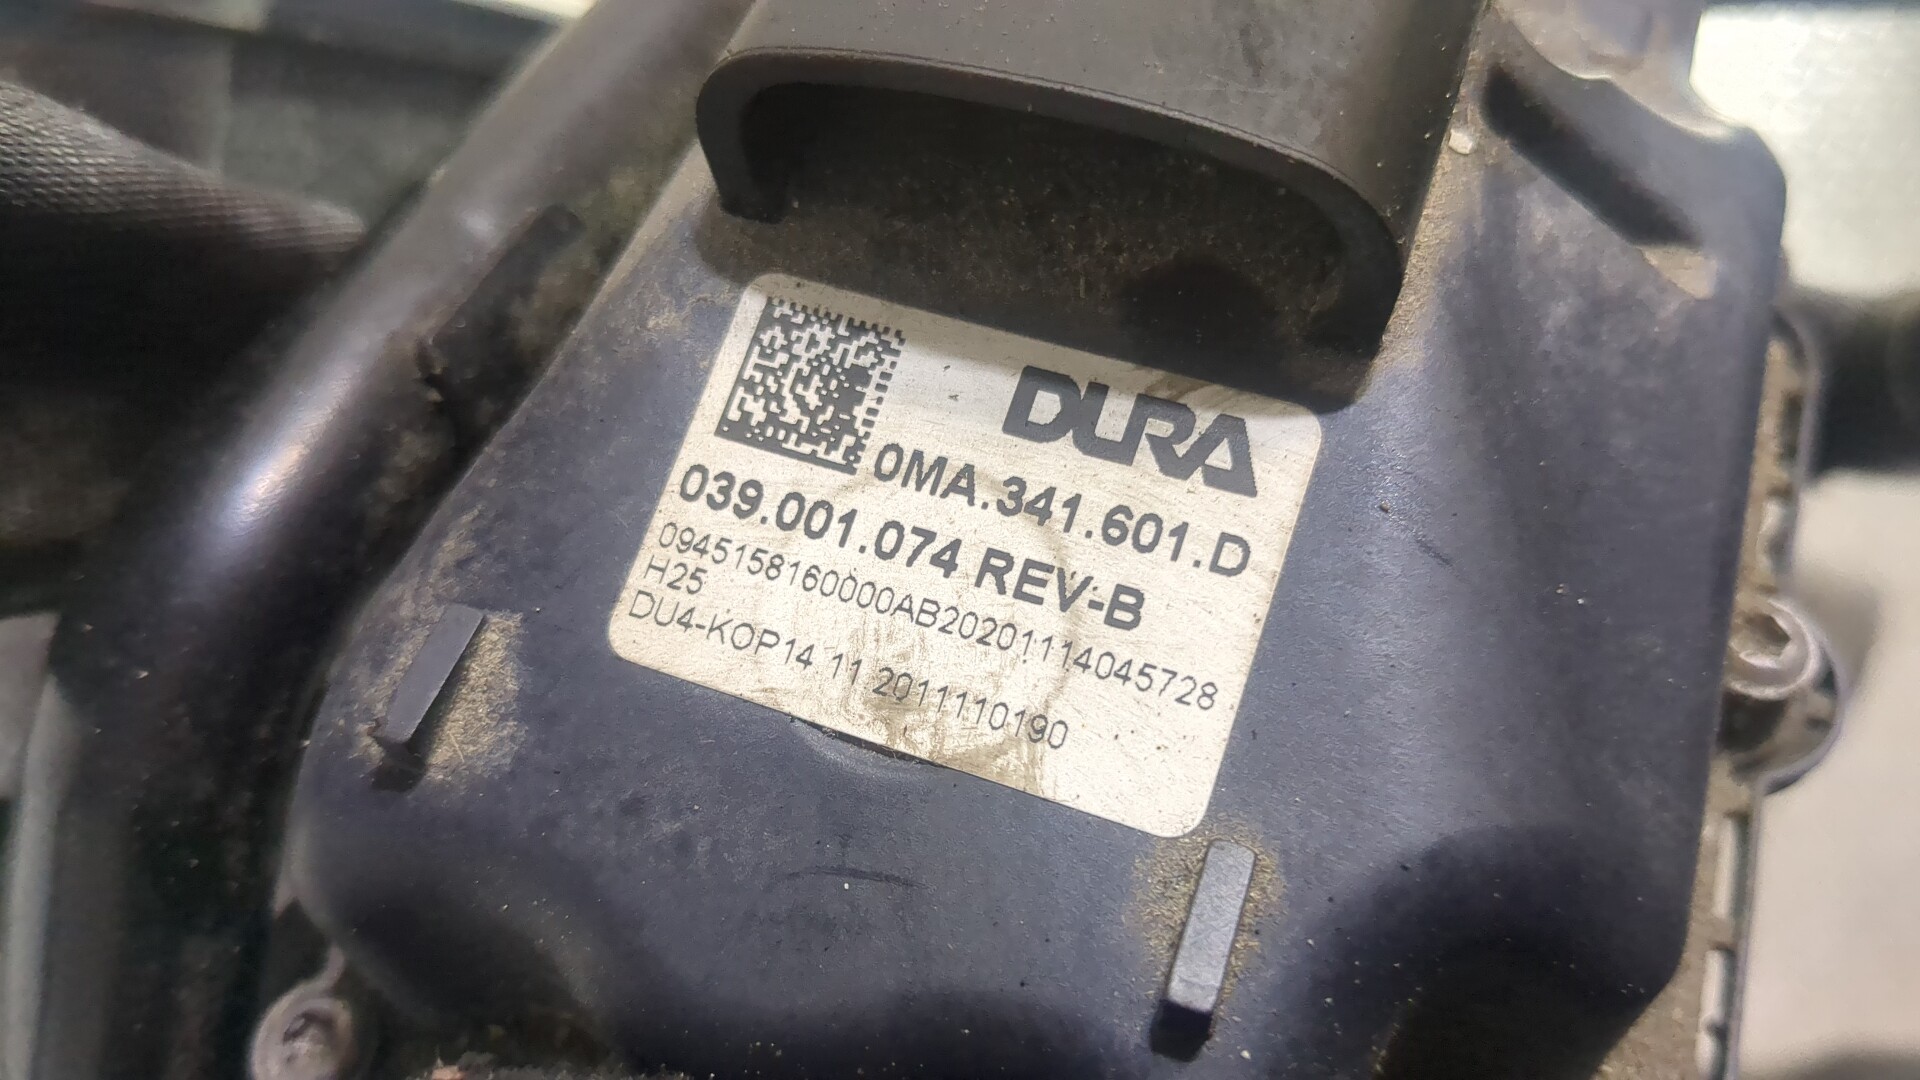 DURA
0MA.341.601.D
039.001.074 REV-B
0945158160000AB20201114045728
H25
DU4-KOP14 11 2011110190